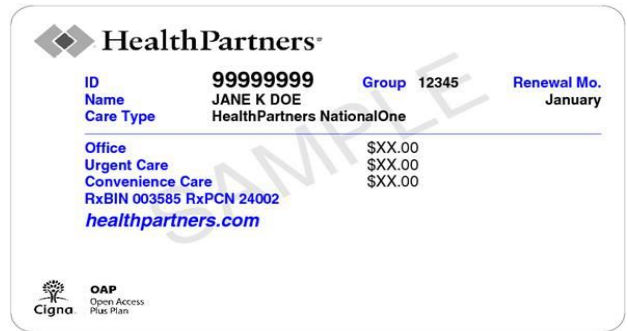 HealthPartners®
ID 99999999 Group 12345 Renewal Mo.
Name JANE K DOE January
Care Type HealthPartners NationalOne
Office $XX.00
Urgent Care $XX.00
Convenience Care $XX.00
RxBIN 003585 RxPCN 24002
healthpartners.com
SAMPLE
Cigna. OAP
Open Access
Plus Plan